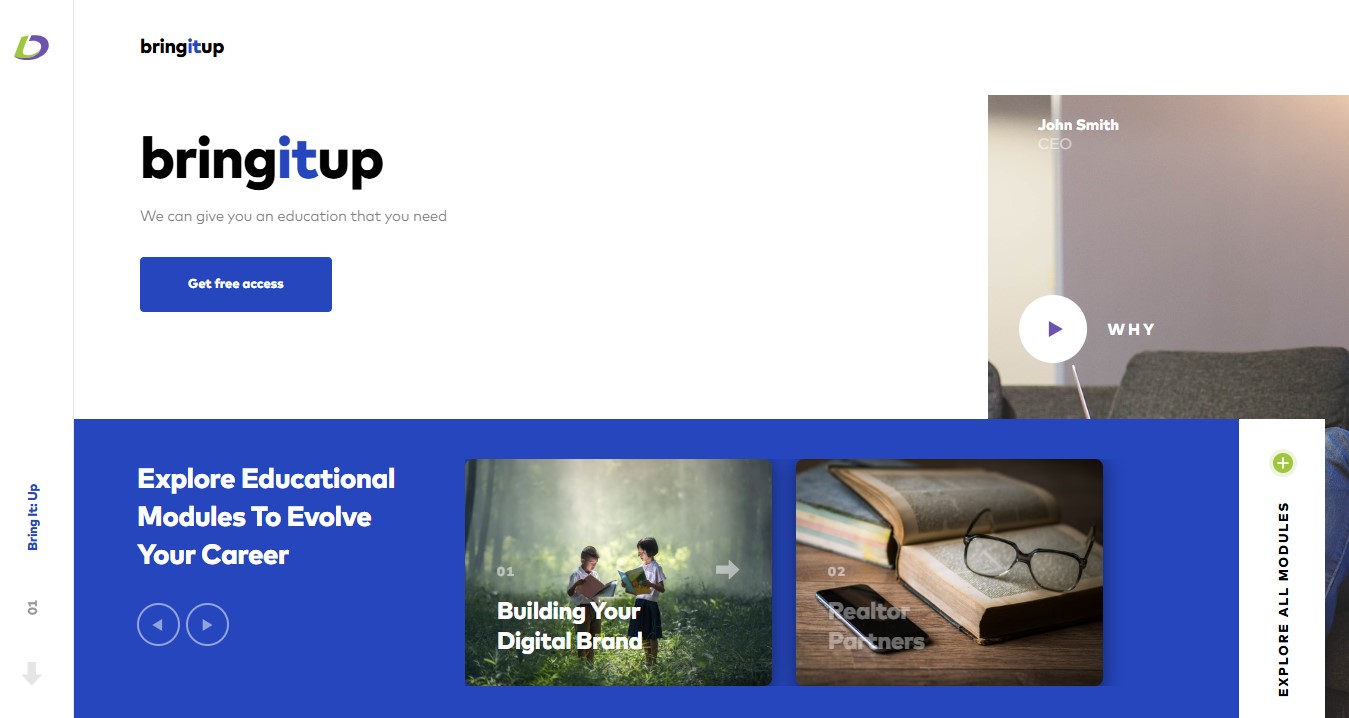 bringitup
bringitup
We can give you an education that you need
Get free access
John Smith
CEO
WHY
Bring It: Up
01
Explore Educational
Modules To Evolve
Your Career
01
Building Your
Digital Brand
02
Realtor
Partners
EXPLORE ALL MODULES